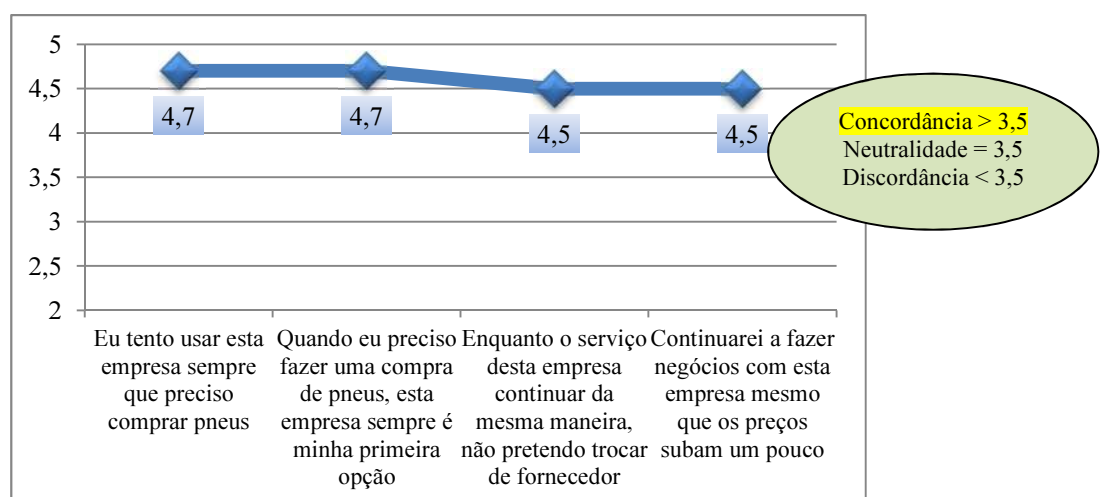 5
4,5
4
3,5
3
2,5
2
4,7
4,7
4,5
4,5
Concordância > 3,5
Neutralidade = 3,5
Discordância < 3,5
Eu tento usar esta
empresa sempre
que preciso
comprar pneus
Quando eu preciso
fazer uma compra
de pneus, esta
empresa sempre é
minha primeira
opção
Enquanto o serviço
desta empresa
continuar da
mesma maneira,
não pretendo trocar
de fornecedor
Continuarei a fazer
negócios com esta
empresa mesmo
que os preços
subam um pouco